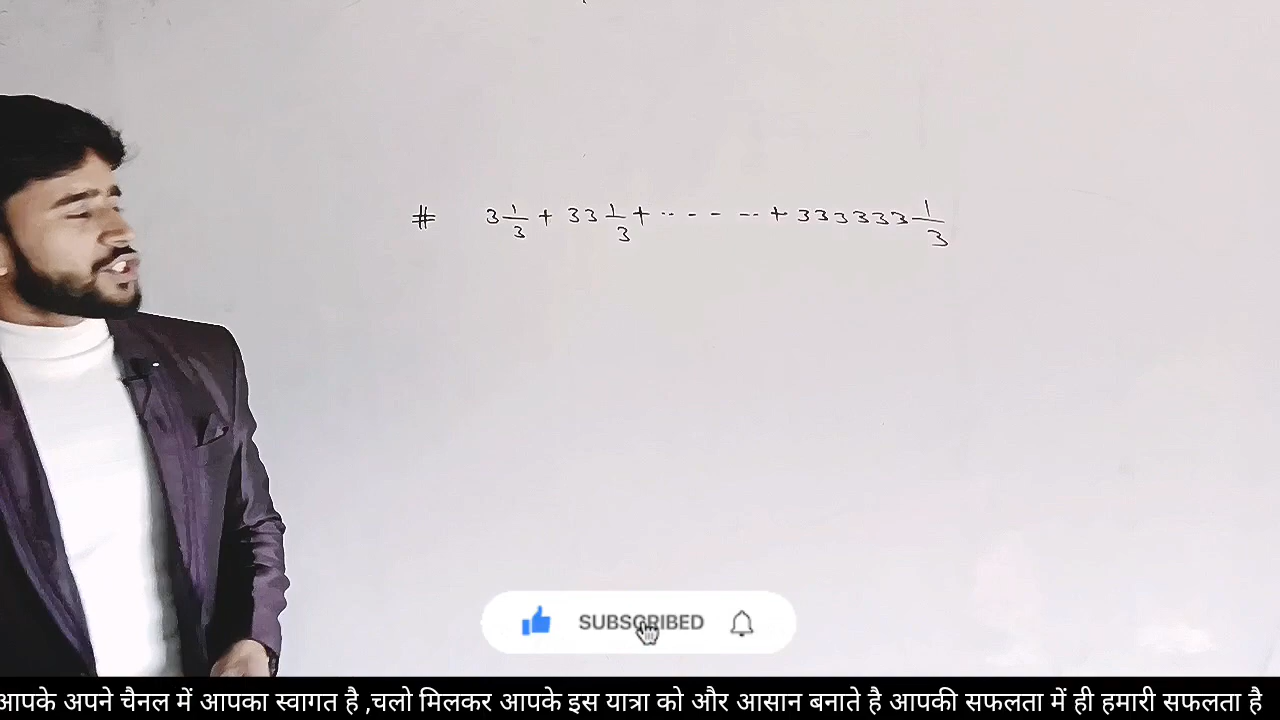 # 3 1/3 + 33 1/3 + ·· - - - -- + 333333 1/3
SUBSCRIBED
आपके अपने चैनल में आपका स्वागत है ,चलो मिलकर आपके इस यात्रा को और आसान बनाते है आपकी सफलता में ही हमारी सफलता है